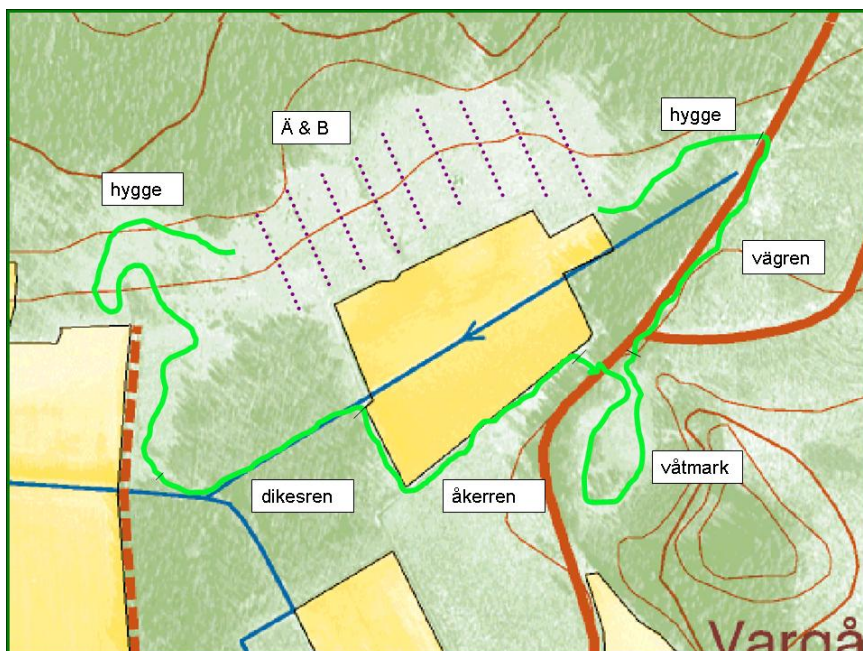 Ä & B
hygge
hygge
vägren
våtmark
dikesren
åkerren
Vargå